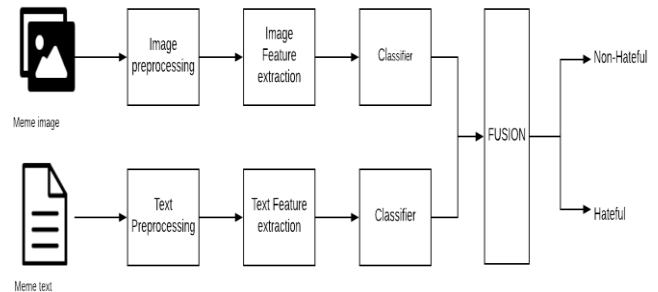 Image
preprocessing
Image
Feature
extraction
Classifier
Meme image
FUSION
Non-Hateful
Hateful
Text
Preprocessing
Text Feature
extraction
Classifier
Meme text